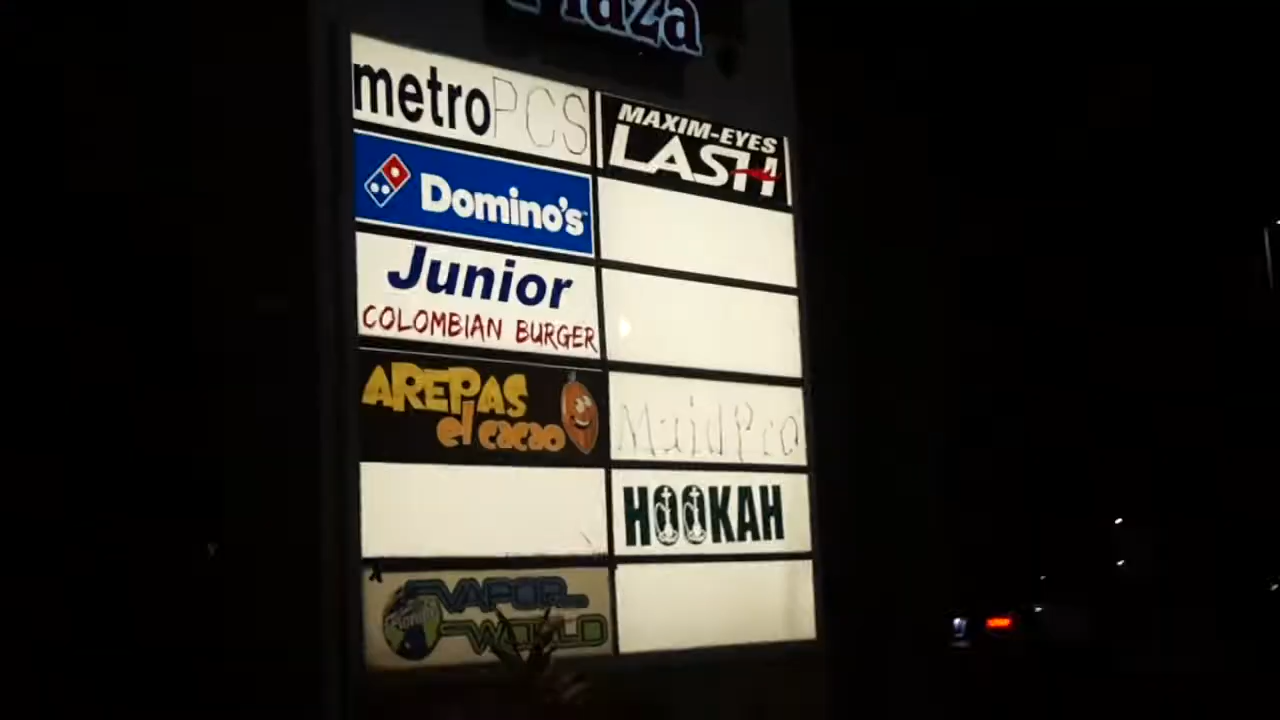 Plaza
metroPCS
MAXIM-EYES
LASH
Domino's
Junior
COLOMBIAN BURGER
AREPAS
el cacao
MaidPro
HOOKAH
VAPOR
WORLD